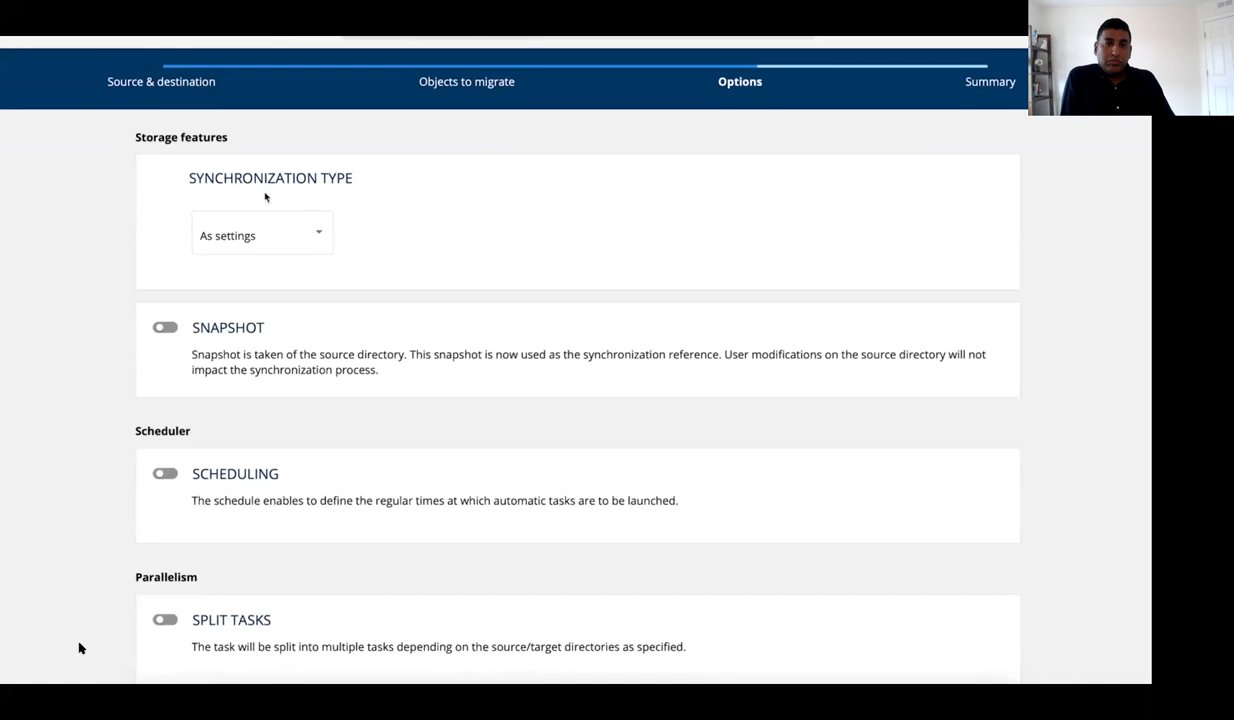 Source & destination
Objects to migrate
Options
Summary
Storage features
SYNCHRONIZATION TYPE
As settings
SNAPSHOT
Snapshot is taken of the source directory. This snapshot is now used as the synchronization reference. User modifications on the source directory will not
impact the synchronization process.
Scheduler
SCHEDULING
The schedule enables to define the regular times at which automatic tasks are to be launched.
Parallelism
SPLIT TASKS
The task will be split into multiple tasks depending on the source/target directories as specified.